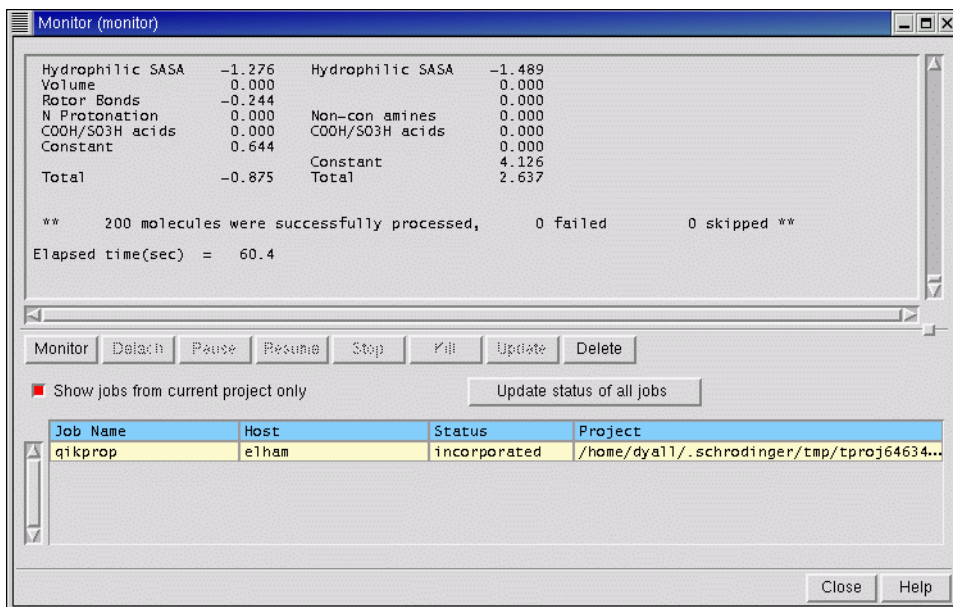 Monitor (monitor)
Hydrophilic SASA -1.276 Hydrophilic SASA -1.489
Volume 0.000 0.000
Rotor Bonds -0.244 0.000
N Protonation 0.000 Non-con amines 0.000
COOH/SO3H acids 0.000 COOH/SO3H acids 0.000
Constant 0.644 0.000
Constant 4.126
Total -0.875 Total 2.637
** 200 molecules were successfully processed, 0 failed 0 skipped **
Elapsed time(sec) = 60.4
Monitor Detach Pause Resume Stop Kill Update Delete
Show jobs from current project only Update status of all jobs
Job Name Host Status Project
qikprop elham incorporated /home/dyall/.schrodinger/tmp/tproj64634...
Close Help